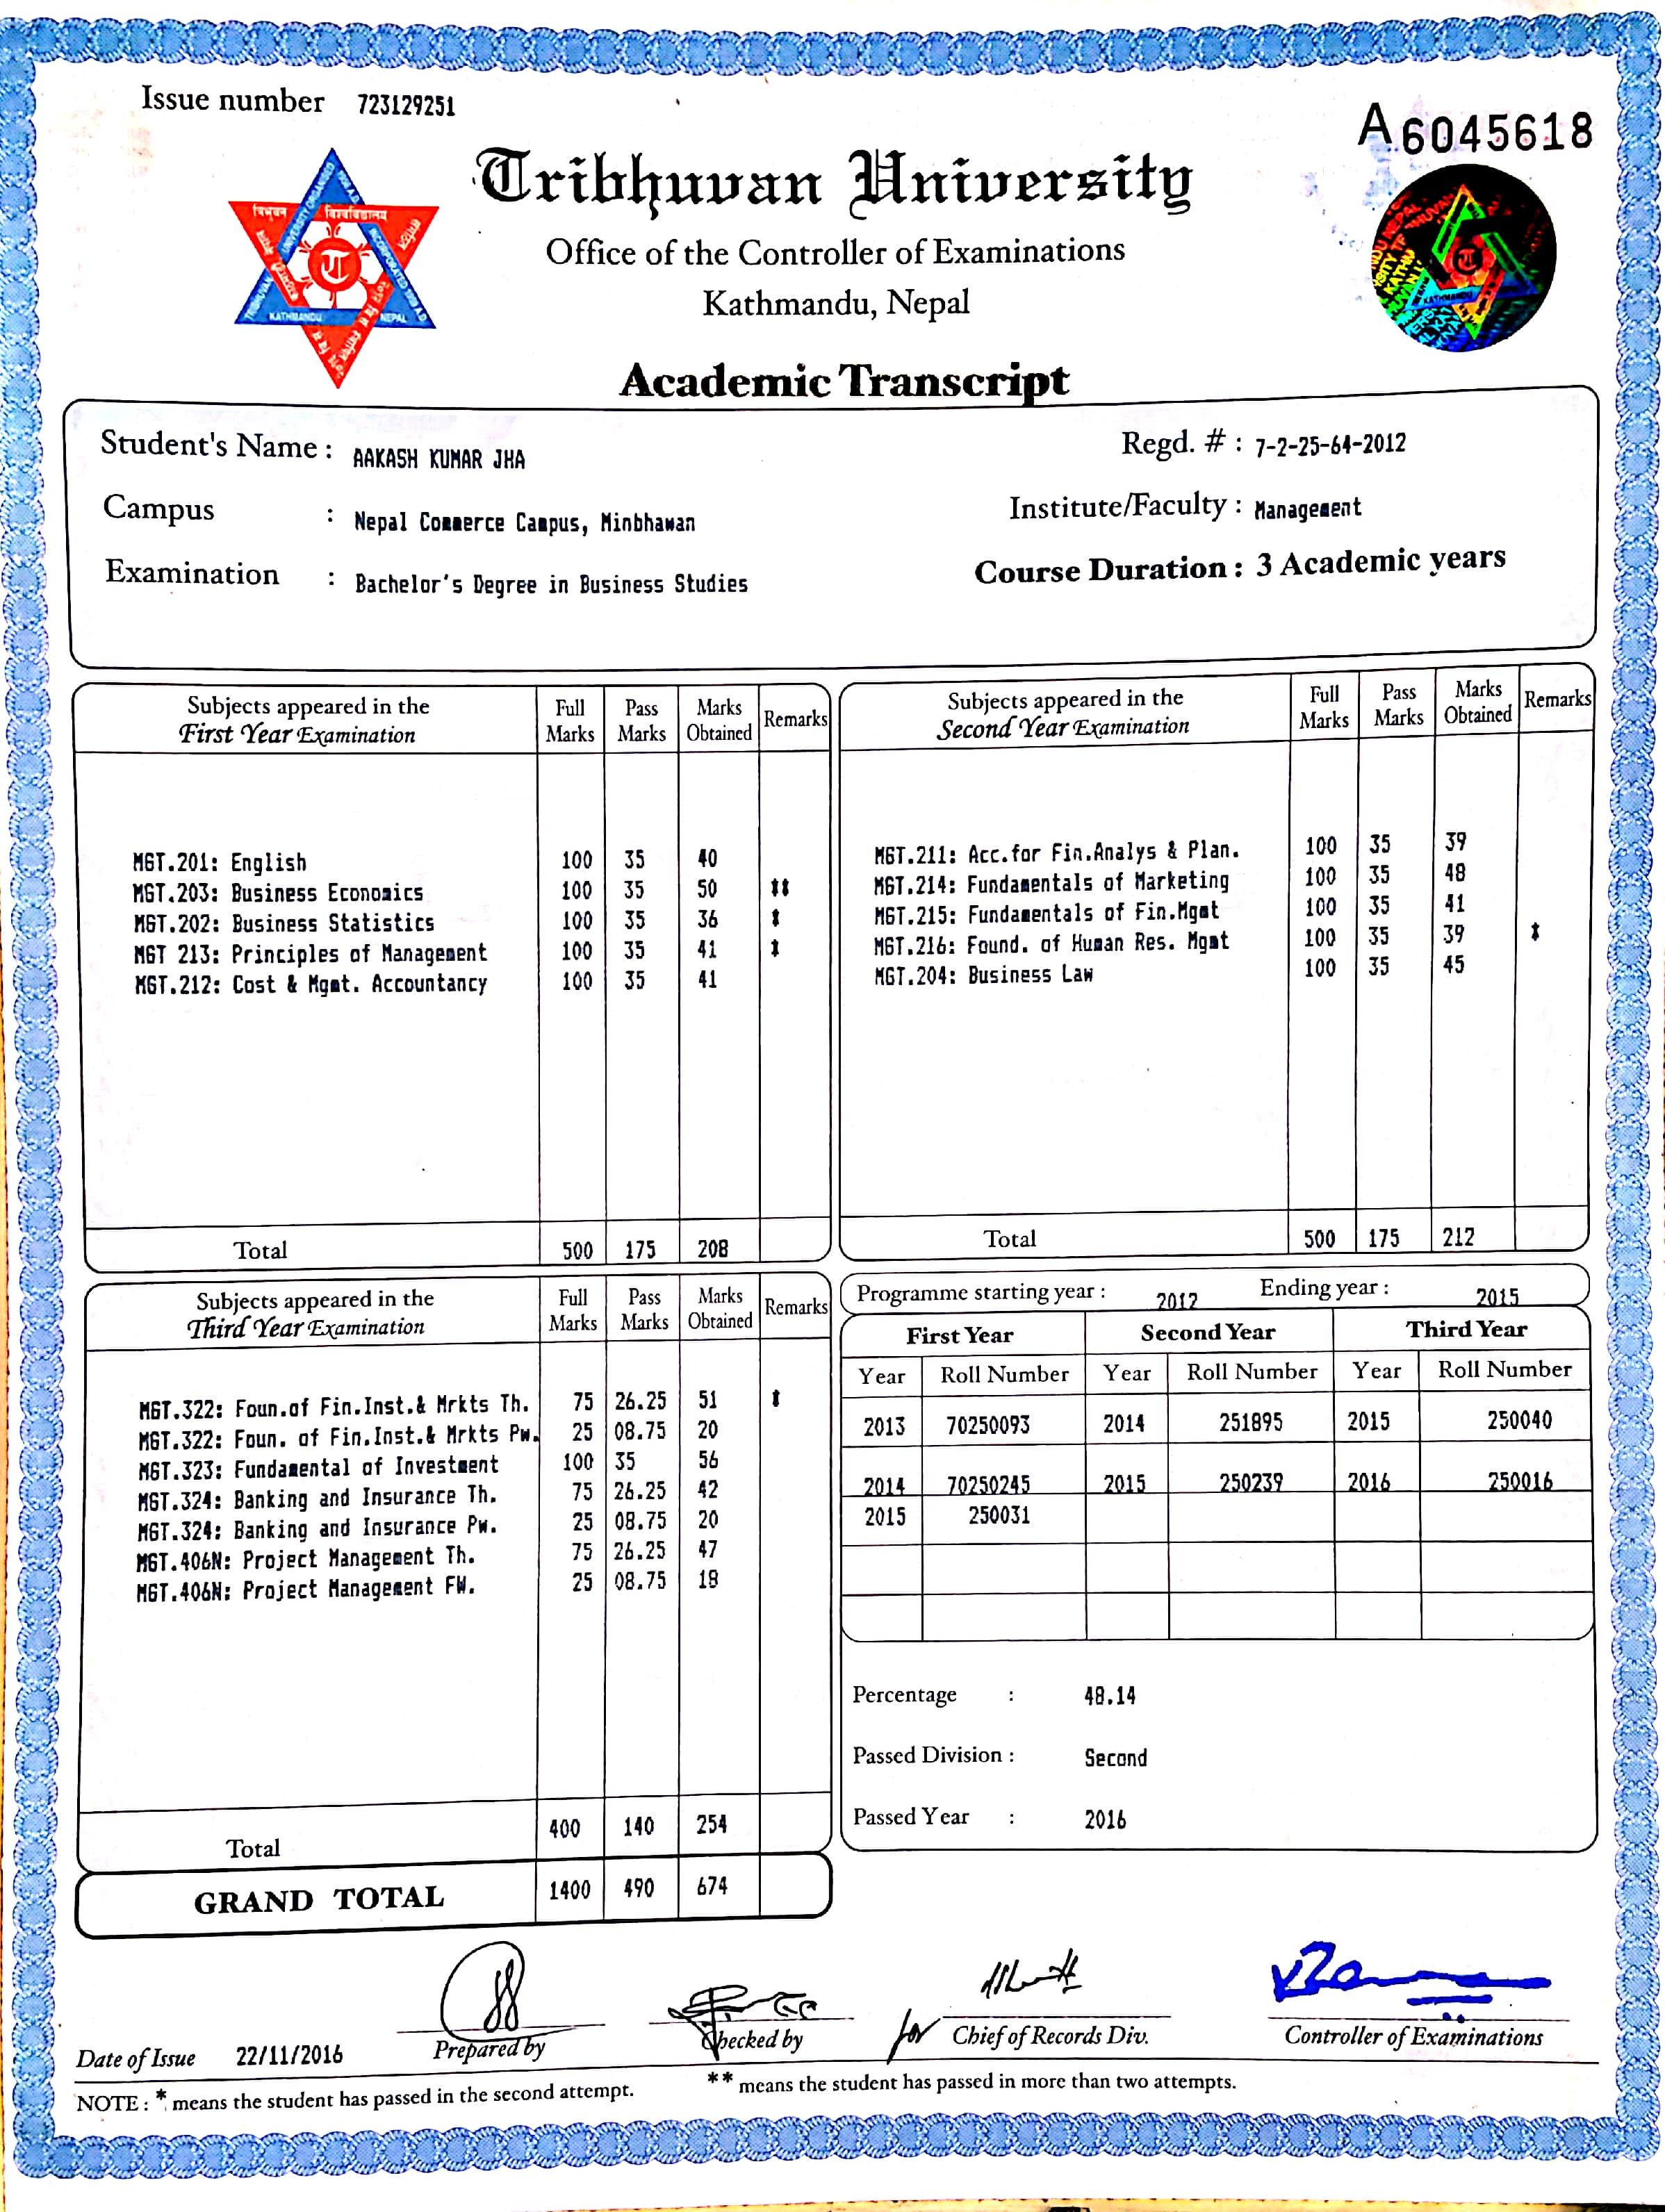 Issue number 723129251
A 6045618
Tribhuvan University
त्रिभुवन विश्वविद्यालय
KATHMANDU NEPAL
Office of the Controller of Examinations
Kathmandu, Nepal
Academic Transcript
Student's Name : AAKASH KUMAR JHA
Regd. # : 7-2-25-64-2012
Campus : Nepal Commerce Campus, Minbhawan
Institute/Faculty : Management
Examination : Bachelor's Degree in Business Studies
Course Duration : 3 Academic years
Subjects appeared in the First Year Examination Full Marks Pass Marks Marks Obtained Remarks
MGT.201: English 100 35 40
MGT.203: Business Economics 100 35 50 **
MGT.202: Business Statistics 100 35 36 *
MGT 213: Principles of Management 100 35 41 *
MGT.212: Cost & Mgmt. Accountancy 100 35 41
Total 500 175 208
Subjects appeared in the Second Year Examination Full Marks Pass Marks Marks Obtained Remarks
MGT.211: Acc.for Fin.Analys & Plan. 100 35 39
MGT.214: Fundamentals of Marketing 100 35 48
MGT.215: Fundamentals of Fin.Mgmt 100 35 41
MGT.216: Found. of Human Res. Mgmt 100 35 39 *
MGT.204: Business Law 100 35 45
Total 500 175 212
Subjects appeared in the Third Year Examination Full Marks Pass Marks Marks Obtained Remarks
MGT.322: Foun.of Fin.Inst.& Mrkts Th. 75 26.25 51 *
MGT.322: Foun. of Fin.Inst.& Mrkts Pw. 25 08.75 20
MGT.323: Fundamental of Investment 100 35 56
MGT.324: Banking and Insurance Th. 75 26.25 42
MGT.324: Banking and Insurance Pw. 25 08.75 20
MGT.406N: Project Management Th. 75 26.25 47
MGT.406N: Project Management FW. 25 08.75 18
Total 400 140 254
GRAND TOTAL 1400 490 674
Programme starting year : 2012 Ending year : 2015
First Year Second Year Third Year
Year Roll Number Year Roll Number Year Roll Number
2013 70250093 2014 251895 2015 250040
2014 70250245 2015 250239 2016 250016
2015 250031
Percentage : 48.14
Passed Division : Second
Passed Year : 2016
Date of Issue 22/11/2016
Prepared by
Checked by
for Chief of Records Div.
Controller of Examinations
NOTE : * means the student has passed in the second attempt. ** means the student has passed in more than two attempts.